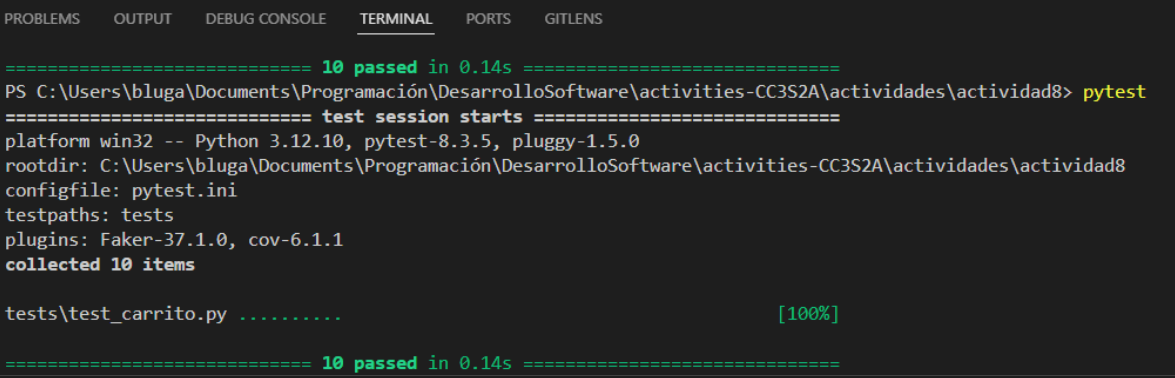 PROBLEMS OUTPUT DEBUG CONSOLE TERMINAL PORTS GITLENS
============================= 10 passed in 0.14s ==============================
PS C:\Users\bluga\Documents\Programación\DesarrolloSoftware\activities-CC3S2A\actividades\actividad8> pytest
============================= test session starts =============================
platform win32 -- Python 3.12.10, pytest-8.3.5, pluggy-1.5.0
rootdir: C:\Users\bluga\Documents\Programación\DesarrolloSoftware\activities-CC3S2A\actividades\actividad8
configfile: pytest.ini
testpaths: tests
plugins: Faker-37.1.0, cov-6.1.1
collected 10 items
tests\test_carrito.py .......... [100%]
============================= 10 passed in 0.14s ==============================